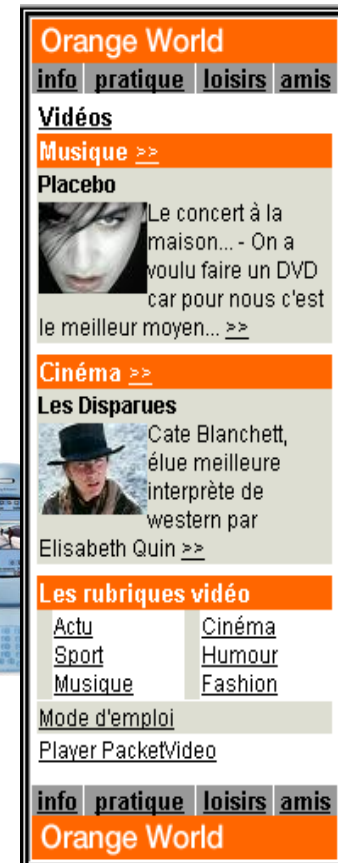 Orange World
info pratique loisirs amis
Vidéos
Musique >>
Placebo
Le concert à la
maison... - On a
voulu faire un DVD
car pour nous c'est
le meilleur moyen... >>
Cinéma >>
Les Disparues
Cate Blanchett,
élue meilleure
interprète de
western par
Elisabeth Quin >>
Les rubriques vidéo
Actu Cinéma
Sport Humour
Musique Fashion
Mode d'emploi
Player PacketVideo
info pratique loisirs amis
Orange World